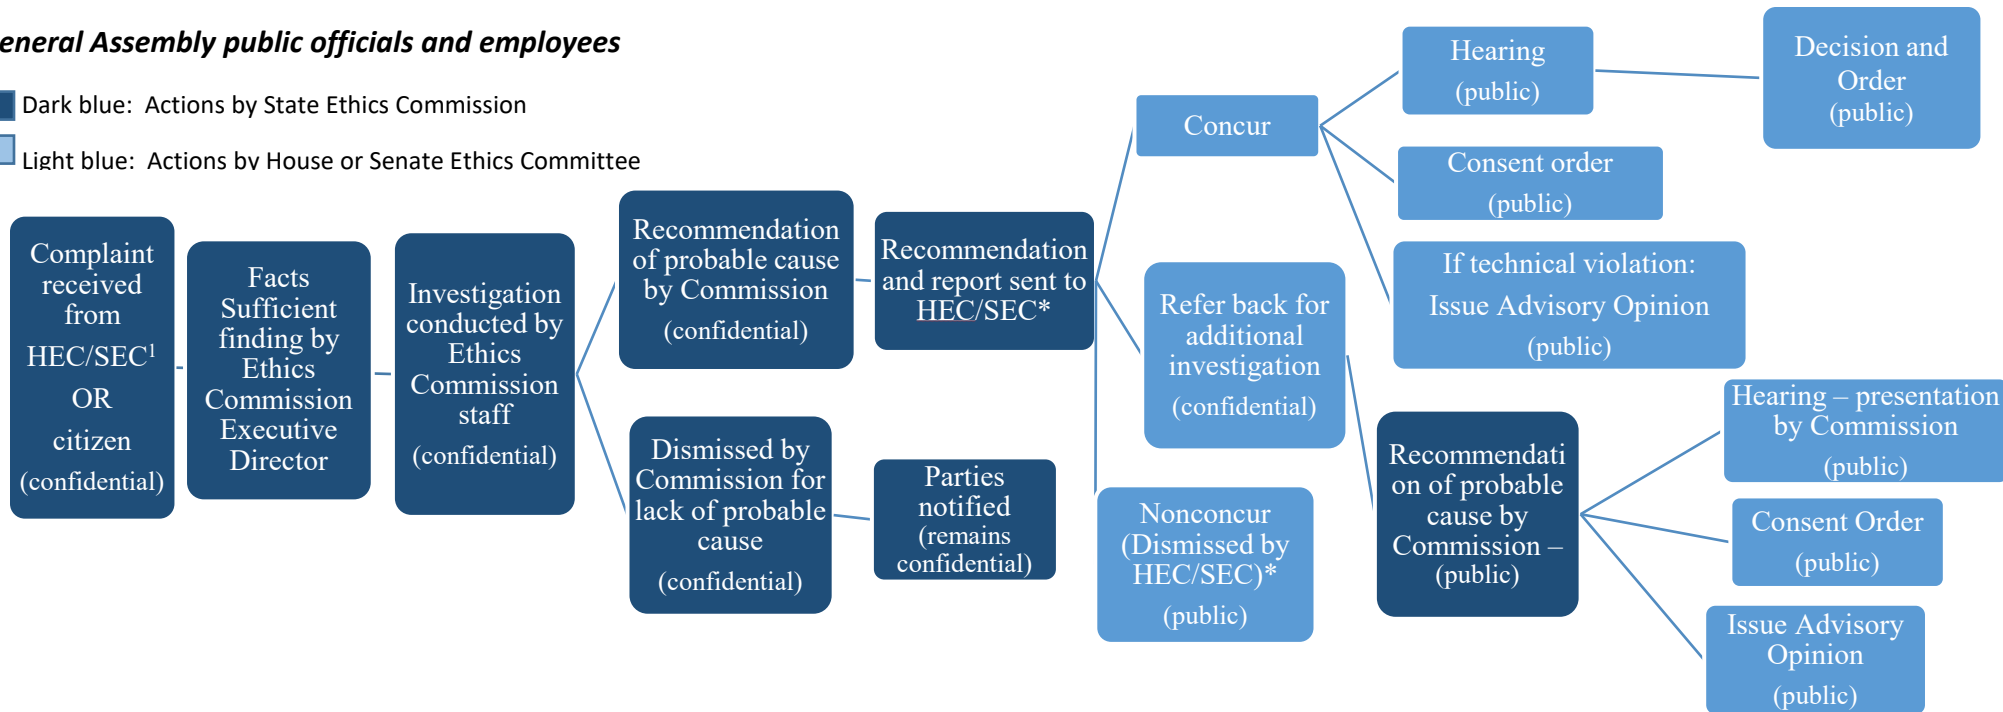 eneral Assembly public officials and employees
Dark blue: Actions by State Ethics Commission
Light blue: Actions by House or Senate Ethics Committee
Complaint
received
from
HEC/SEC¹
OR
citizen
(confidential)
Facts
Sufficient
finding by
Ethics
Commission
Executive
Director
Investigation
conducted by
Ethics
Commission
staff
(confidential)
Recommendation
of probable cause
by Commission
(confidential)
Recommendation
and report sent to
HEC/SEC*
Dismissed by
Commission for
lack of probable
cause
(confidential)
Parties
notified
(remains
confidential)
Concur
Hearing
(public)
Decision and
Order
(public)
Consent order
(public)
If technical violation:
Issue Advisory Opinion
(public)
Refer back for
additional
investigation
(confidential)
Nonconcur
(Dismissed by
HEC/SEC)*
(public)
Recommendati
on of probable
cause by
Commission –
(public)
Hearing – presentation
by Commission
(public)
Consent Order
(public)
Issue Advisory
Opinion
(public)